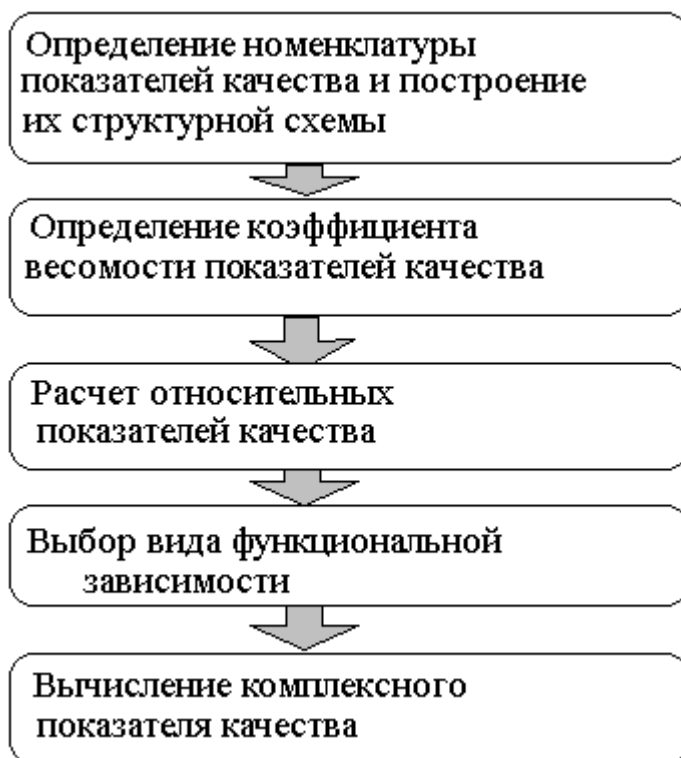 Определение номенклатуры
показателей качества и построение
их структурной схемы
Определение коэффициента
весомости показателей качества
Расчет относительных
показателей качества
Выбор вида функциональной
зависимости
Вычисление комплексного
показателя качества